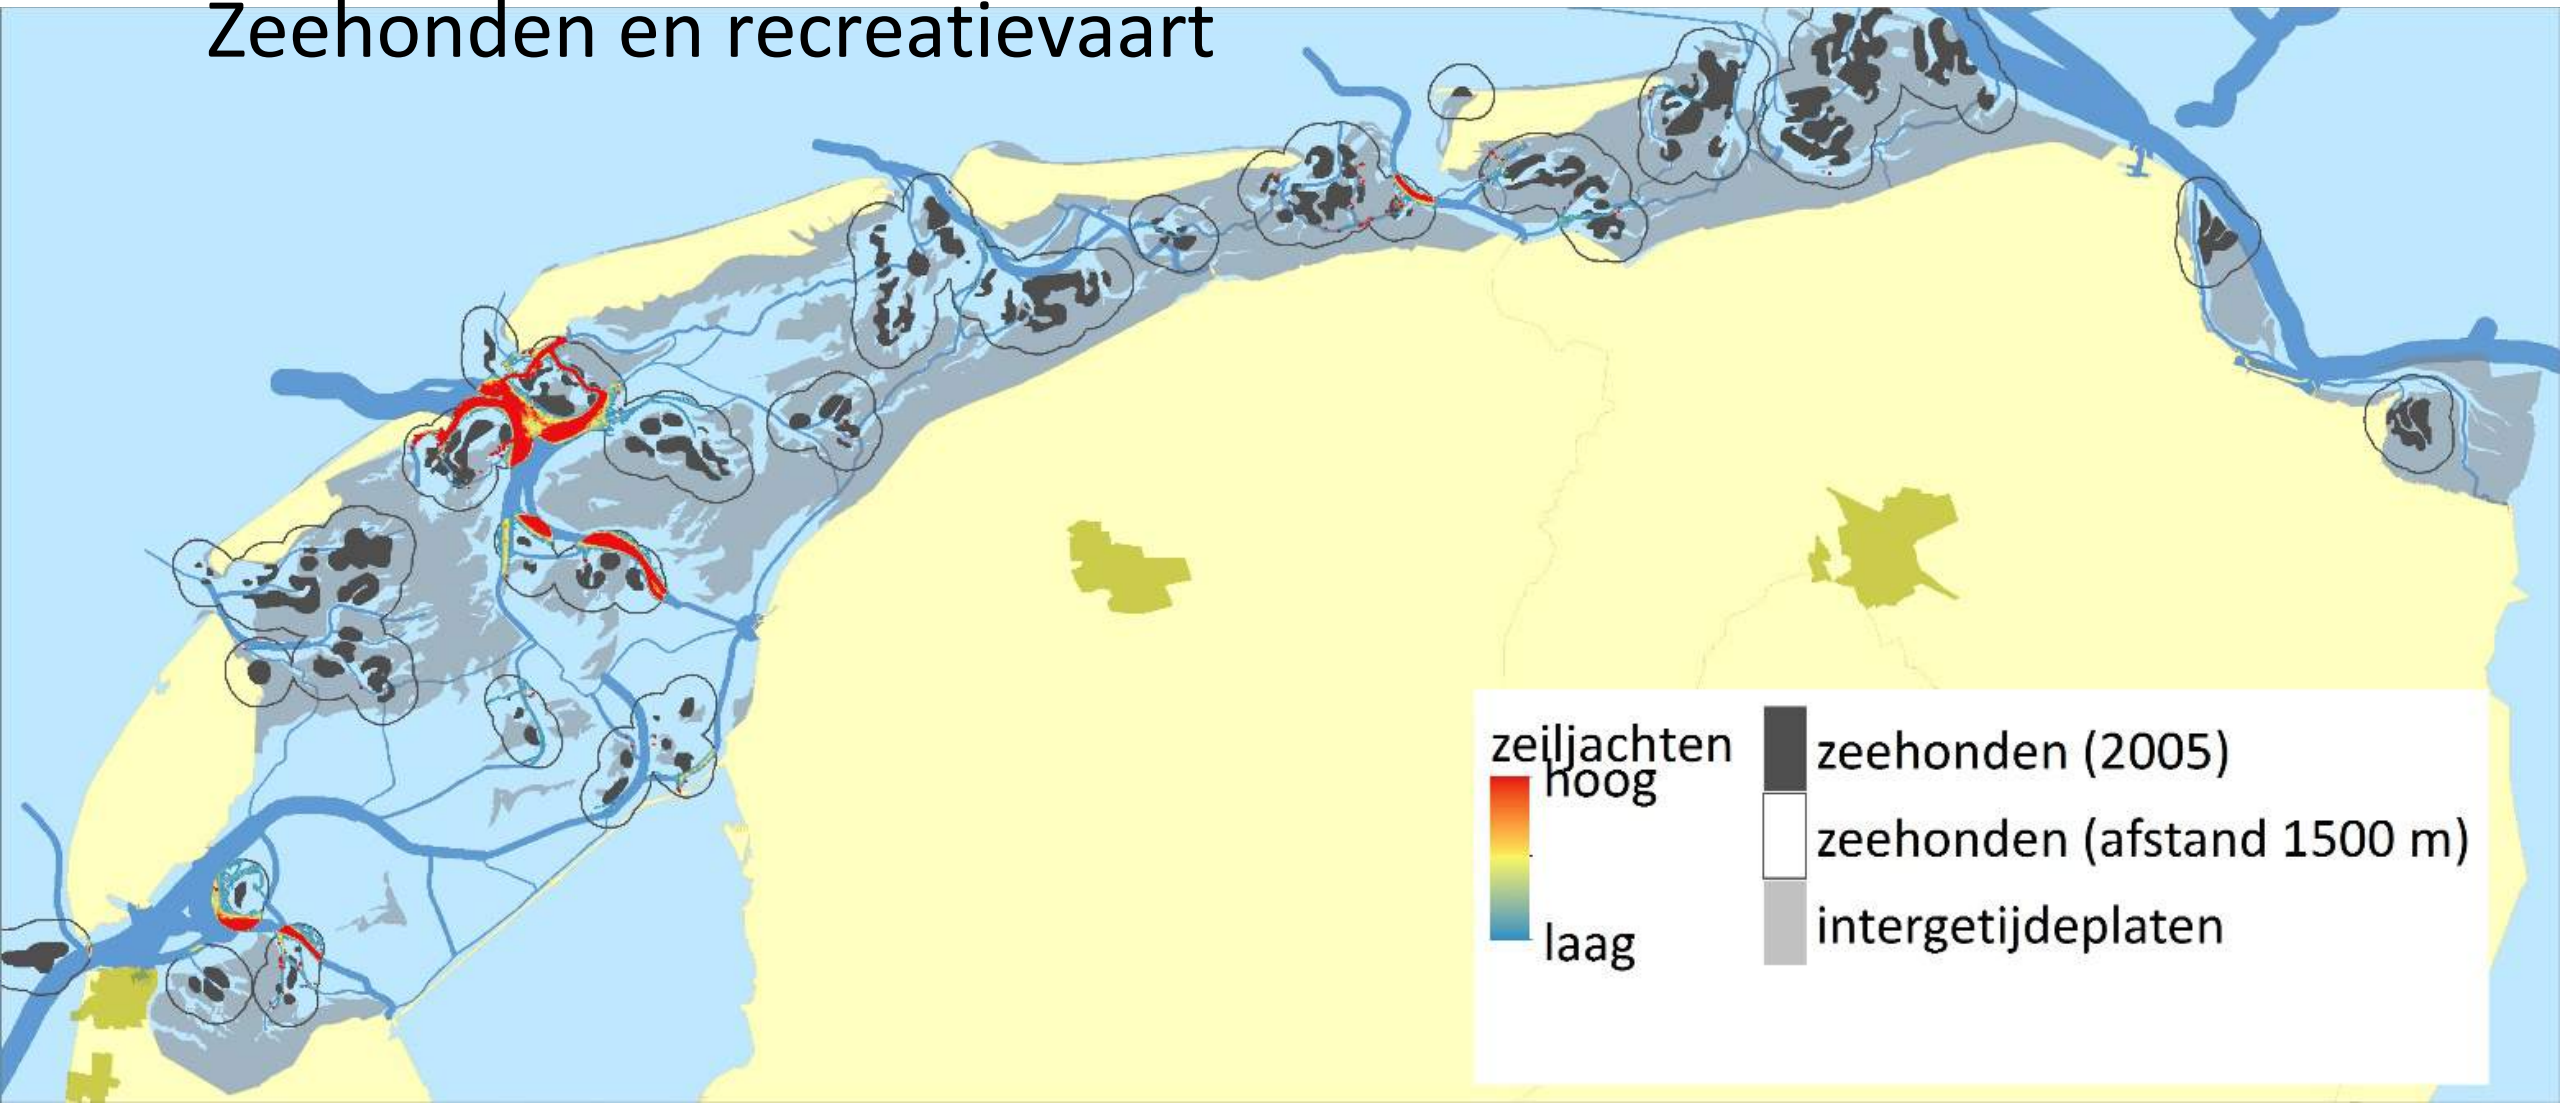 Zeehonden en recreatievaart
zeiljachten
hoog
laag
zeehonden (2005)
zeehonden (afstand 1500 m)
intergetijdeplaten